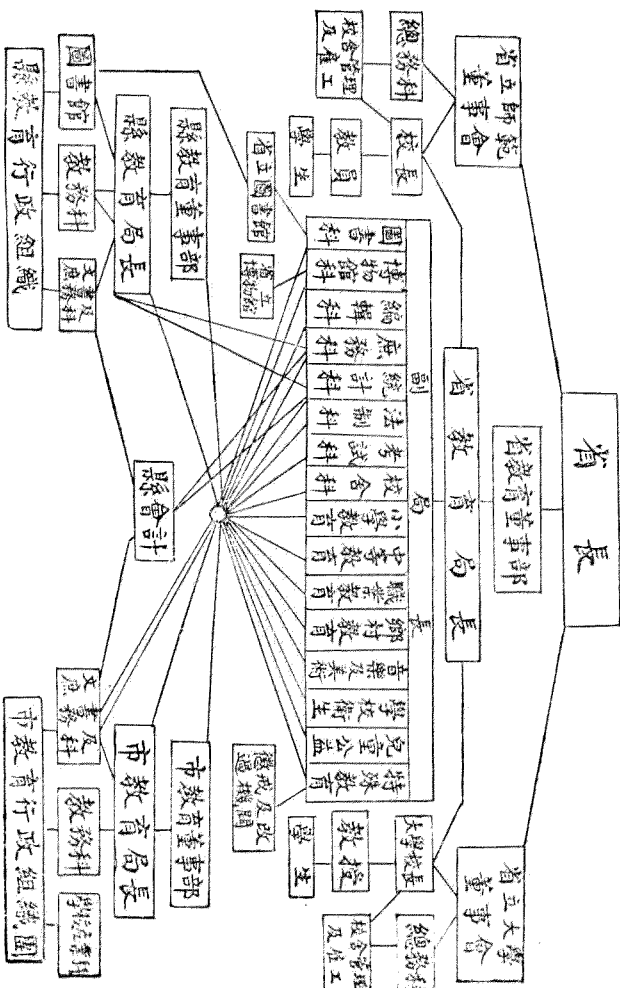 省長
省教育董事部
省教育局長
省立師範
董事會
總務科
校長
校舍管理
及雇工
教員
學生
省立大學
董事會
大學校長
總務科
教授
校舍管理
及雇工
學生
副局長
圖書科
博物館科
編輯科
庶務科
統計科
法制科
考試科
校舍科
小學教育
中等教育
職業教育
鄉村教育
音樂及美術
學校衛生
兒童公益
特殊教育
省立圖書館
省立博物館
懲戒及改
過機關
縣教育董事部
縣教育局長
圖書館
教務科
文書及
庶務科
縣教育行政組織
縣會計
市教育董事部
市教育局長
文書及
庶務科
教務科
市教育行政組織圖